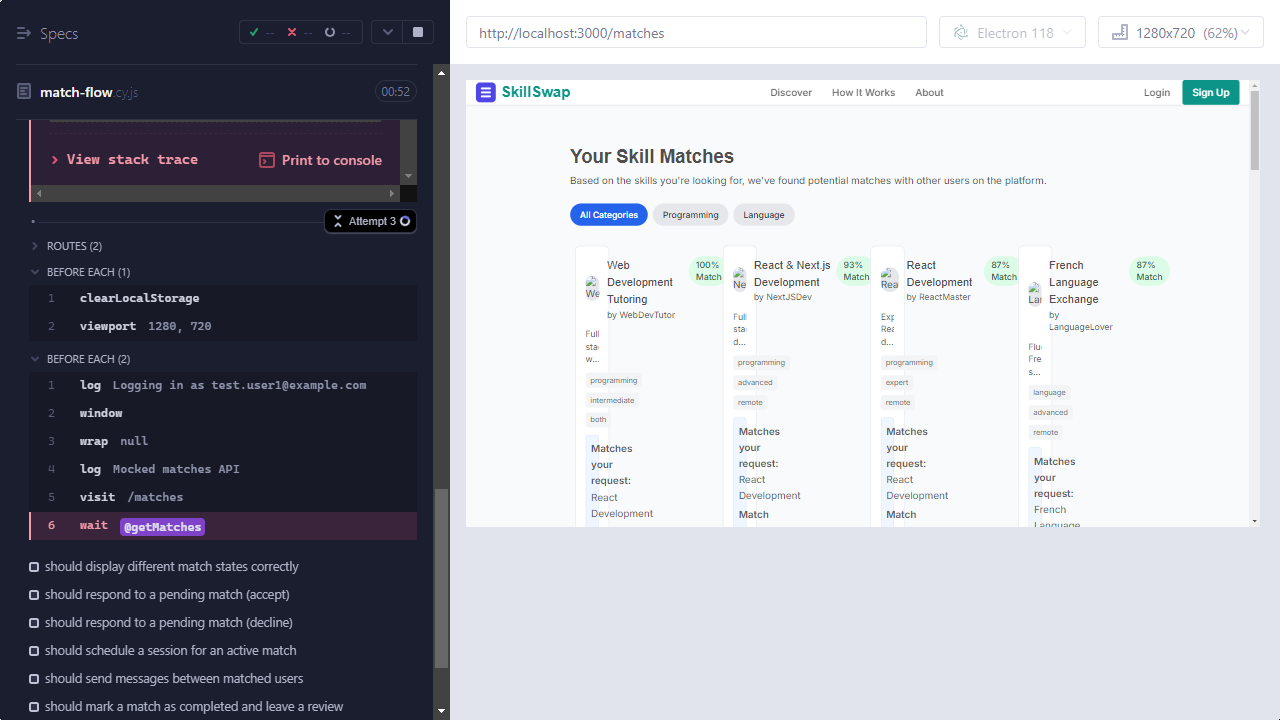 Specs
-- -- --
match-flow.cy.js
00:52
View stack trace
Print to console
Attempt 3
ROUTES (2)
BEFORE EACH (1)
1 clearLocalStorage
2 viewport 1280, 720
BEFORE EACH (2)
1 log Logging in as test.user1@example.com
2 window
3 wrap null
4 log Mocked matches API
5 visit /matches
6 wait @getMatches
should display different match states correctly
should respond to a pending match (accept)
should respond to a pending match (decline)
should schedule a session for an active match
should send messages between matched users
should mark a match as completed and leave a review
http://localhost:3000/matches
Electron 118
1280x720 (62%)
SkillSwap
Discover
How It Works
About
Login
Sign Up
Your Skill Matches
Based on the skills you're looking for, we've found potential matches with other users on the platform.
All Categories
Programming
Language
We
Web
Development
Tutoring
by WebDevTutor
100%
Match
Full
sta
w...
programming
intermediate
both
Matches
your
request:
React
Development
Ne
React & Next.js
Development
by NextJSDev
93%
Match
Full
sta
d...
programming
advanced
remote
Matches
your
request:
React
Development
Match
Rea
React
Development
by ReactMaster
87%
Match
Exp
Rea
d...
programming
expert
remote
Matches
your
request:
React
Development
Match
Lan
French
Language
Exchange
by
LanguageLover
87%
Match
Flue
Fre
s...
language
advanced
remote
Matches
your
request:
French
Language